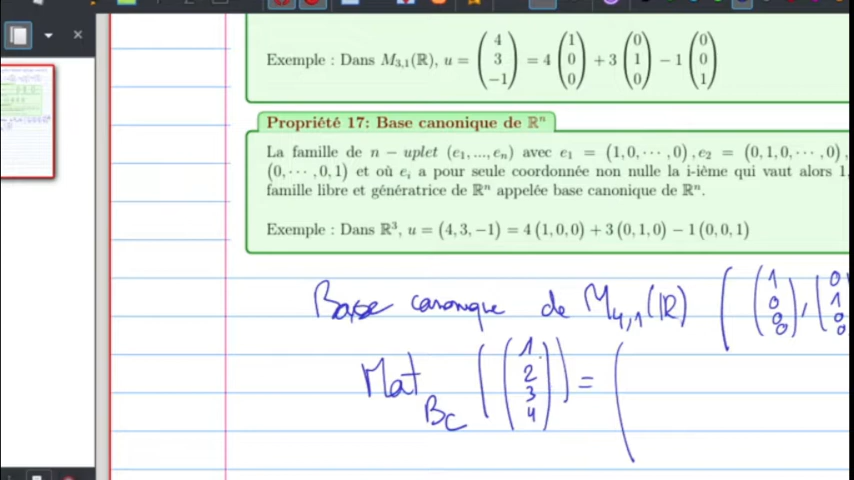 Exemple : Dans M₃,₁(ℝ), u = (4 3 −1) = 4 (1 0 0) + 3 (0 1 0) − 1 (0 0 1)
Propriété 17: Base canonique de ℝⁿ
La famille de n − uplet (e₁, ..., eₙ) avec e₁ = (1, 0, ⋯ , 0) , e₂ = (0, 1, 0, ⋯ , 0) ,
(0, ⋯ , 0, 1) et où eᵢ a pour seule coordonnée non nulle la i-ième qui vaut alors 1.
famille libre et génératrice de ℝⁿ appelée base canonique de ℝⁿ.
Exemple : Dans ℝ³, u = (4, 3, −1) = 4 (1, 0, 0) + 3 (0, 1, 0) − 1 (0, 0, 1)
Base canonique de M₄,₁(ℝ) ( (1 0 0 0), (0 1 0 0
Mat_Bc ( (1 2 3 4) ) = (